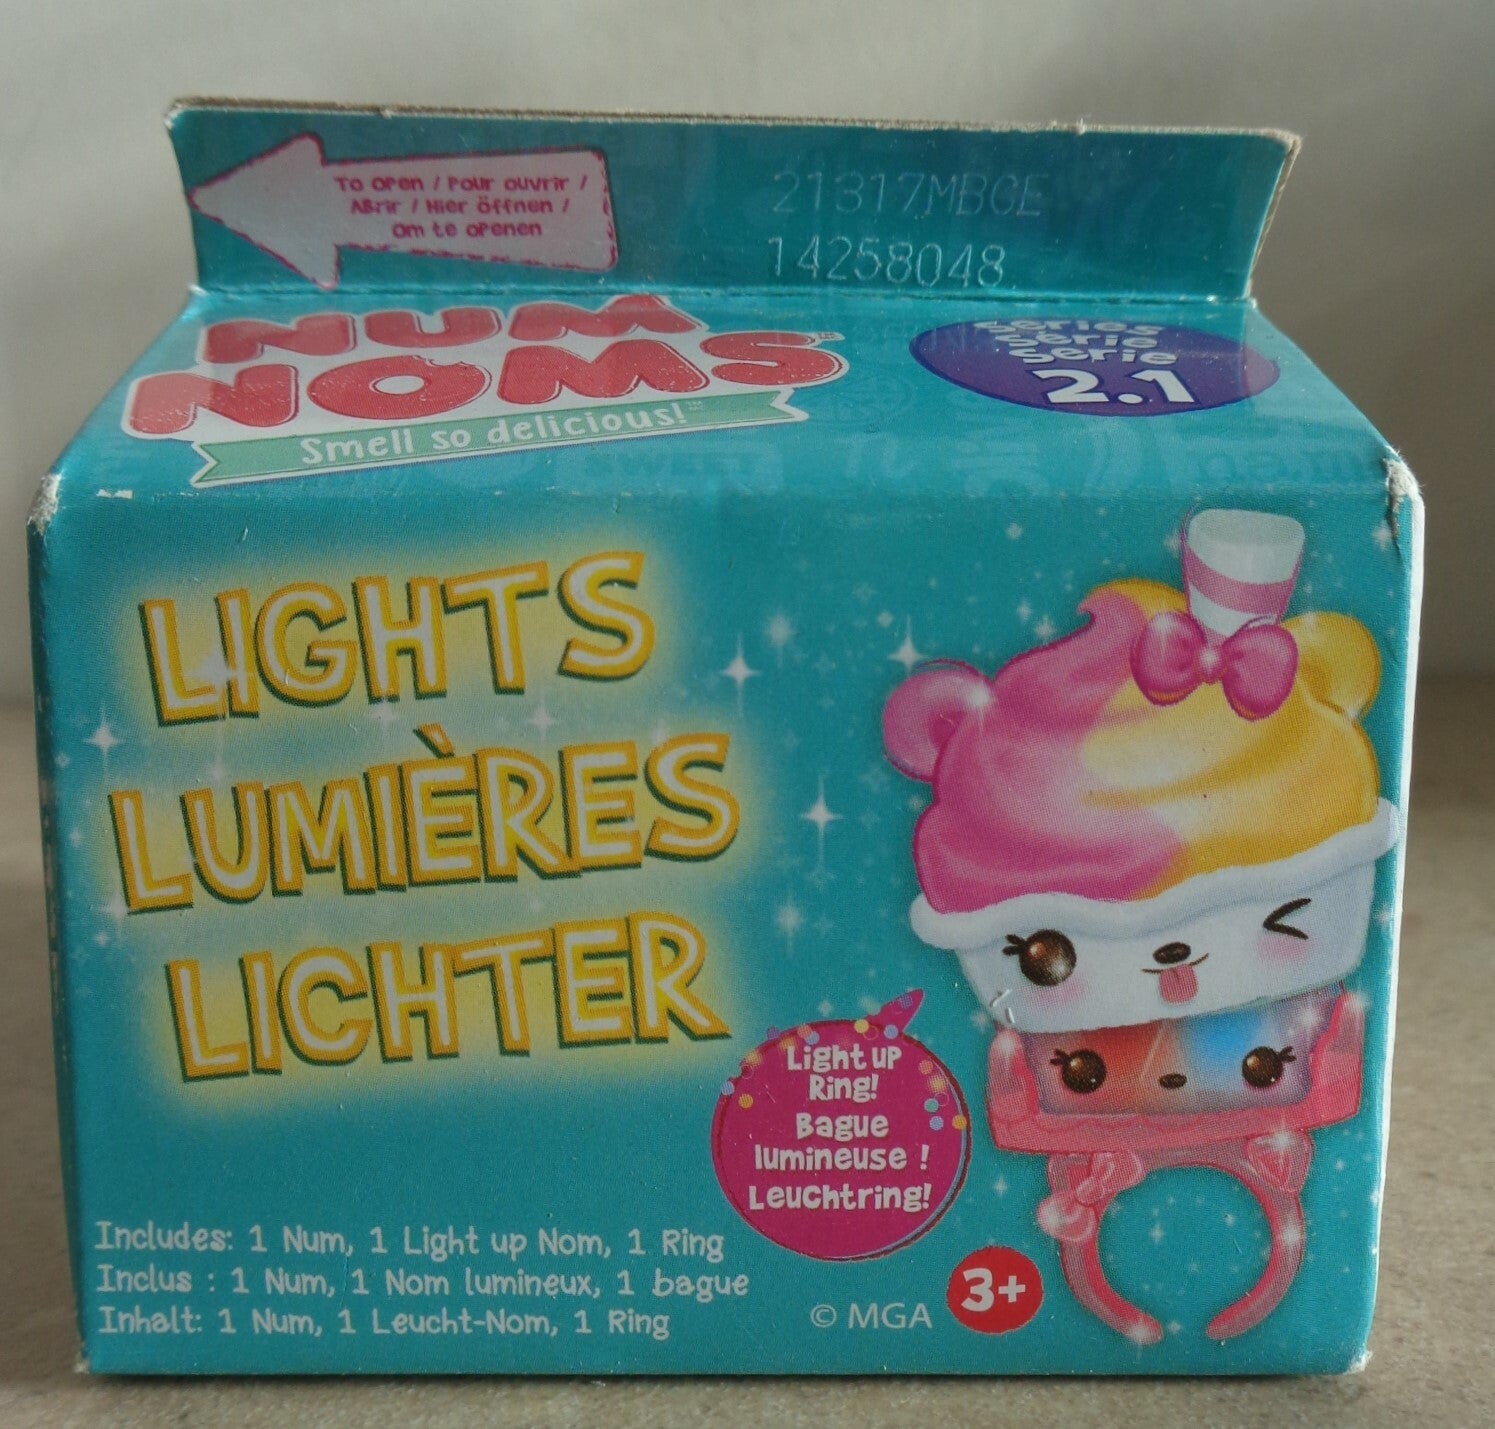 To open / Pour ouvrir /
Abrir / Hier öffnen /
Om te openen
21317MBCE
14258048
NUM
NOMS™
Smell so delicious!™
Series
Série
Serie
2.1
LIGHTS
LUMIÈRES
LICHTER
Light up
Ring!
Bague
lumineuse !
Leuchtring!
Includes: 1 Num, 1 Light up Nom, 1 Ring
Inclus : 1 Num, 1 Nom lumineux, 1 bague
Inhalt: 1 Num, 1 Leucht-Nom, 1 Ring
© MGA
3+